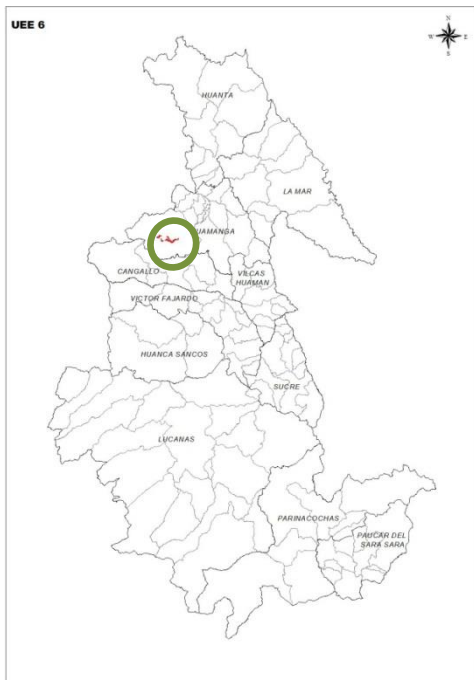 UEE 6
N
W E
S
HUANTA
LA MAR
UAMANGA
CANGALLO
VILCAS
HUAMAN
VICTOR FAJARDO
HUANCA SANCOS
SUCRE
LUCANAS
PARINACOCHAS
PAUCAR DEL
SARA SARA